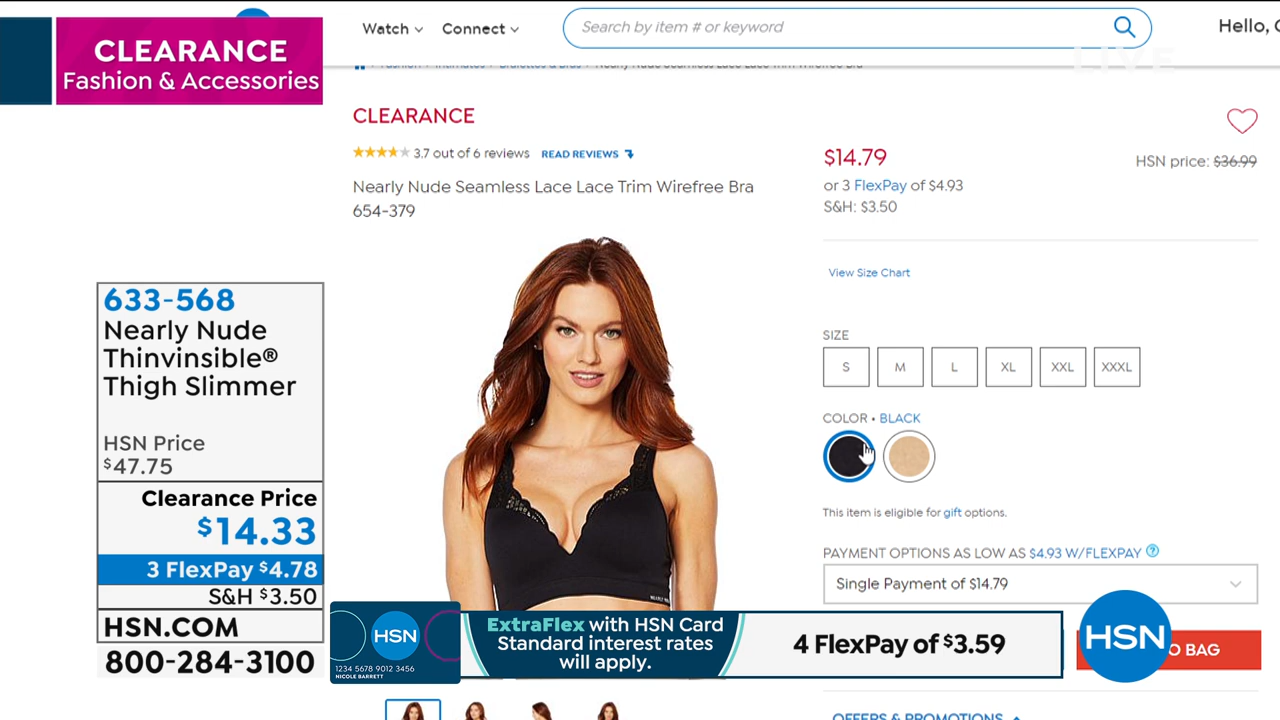 CLEARANCE
Fashion & Accessories
Watch
Connect
Search by item # or keyword
Hello,
LIVE
CLEARANCE
3.7 out of 6 reviews
READ REVIEWS
Nearly Nude Seamless Lace Lace Trim Wirefree Bra
654-379
$14.79
HSN price: $36.99
or 3 FlexPay of $4.93
S&H: $3.50
View Size Chart
SIZE
S M L XL XXL XXXL
COLOR • BLACK
This item is eligible for gift options.
PAYMENT OPTIONS AS LOW AS $4.93 W/FLEXPAY ?
Single Payment of $14.79
633-568
Nearly Nude
Thinvinsible®
Thigh Slimmer
HSN Price
$47.75
Clearance Price
$14.33
3 FlexPay $4.78
S&H $3.50
HSN.COM
800-284-3100
HSN
1234 5678 9012 3456
NICOLE BARRETT
ExtraFlex with HSN Card
Standard interest rates
will apply.
4 FlexPay of $3.59
HSN
O BAG
OFFERS & PROMOTIONS